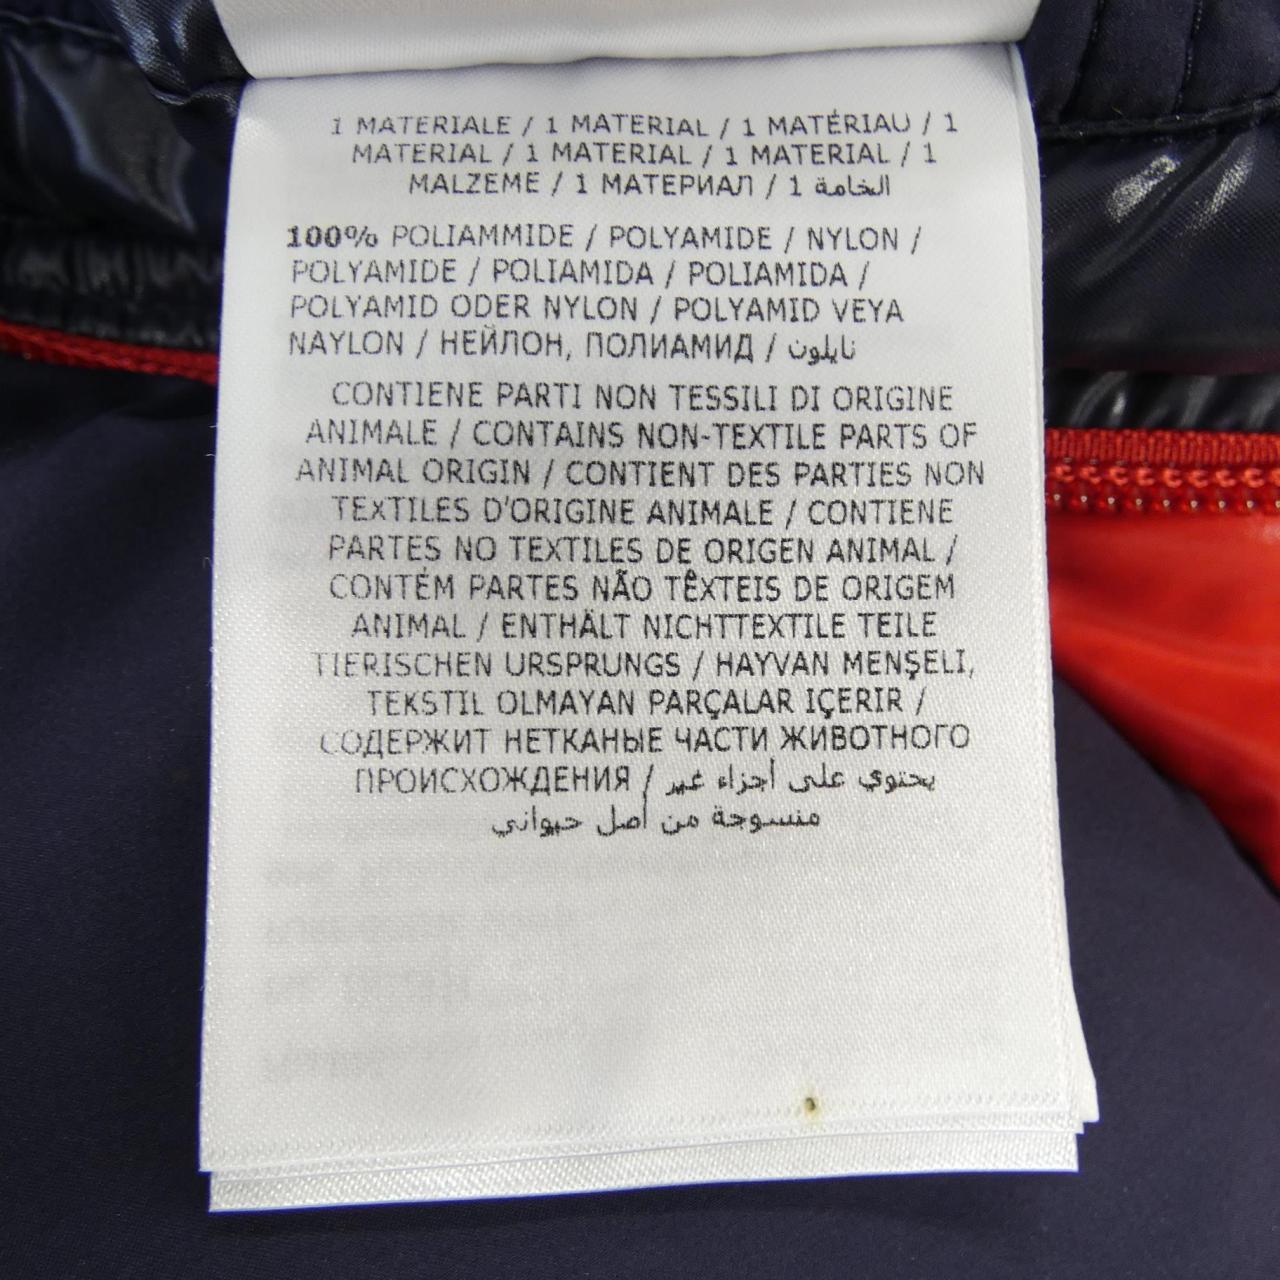 1 MATERIALE / 1 MATERIAL / 1 MATÉRIAU / 1
MATERIAL / 1 MATERIAL / 1 MATERIAL / 1
MALZEME / 1 МАТЕРИАЛ / 1 الخامة
100% POLIAMMIDE / POLYAMIDE / NYLON /
POLYAMIDE / POLIAMIDA / POLIAMIDA /
POLYAMID ODER NYLON / POLYAMID VEYA
NAYLON / НЕЙЛОН, ПОЛИАМИД / نايلون
CONTIENE PARTI NON TESSILI DI ORIGINE
ANIMALE / CONTAINS NON-TEXTILE PARTS OF
ANIMAL ORIGIN / CONTIENT DES PARTIES NON
TEXTILES D'ORIGINE ANIMALE / CONTIENE
PARTES NO TEXTILES DE ORIGEN ANIMAL /
CONTÉM PARTES NÃO TÊXTEIS DE ORIGEM
ANIMAL / ENTHÄLT NICHTTEXTILE TEILE
TIERISCHEN URSPRUNGS / HAYVAN MENŞELİ,
TEKSTİL OLMAYAN PARÇALAR İÇERİR /
СОДЕРЖИТ НЕТКАНЫЕ ЧАСТИ ЖИВОТНОГО
ПРОИСХОЖДЕНИЯ / يحتوي على أجزاء غير
منسوجة من أصل حيواني